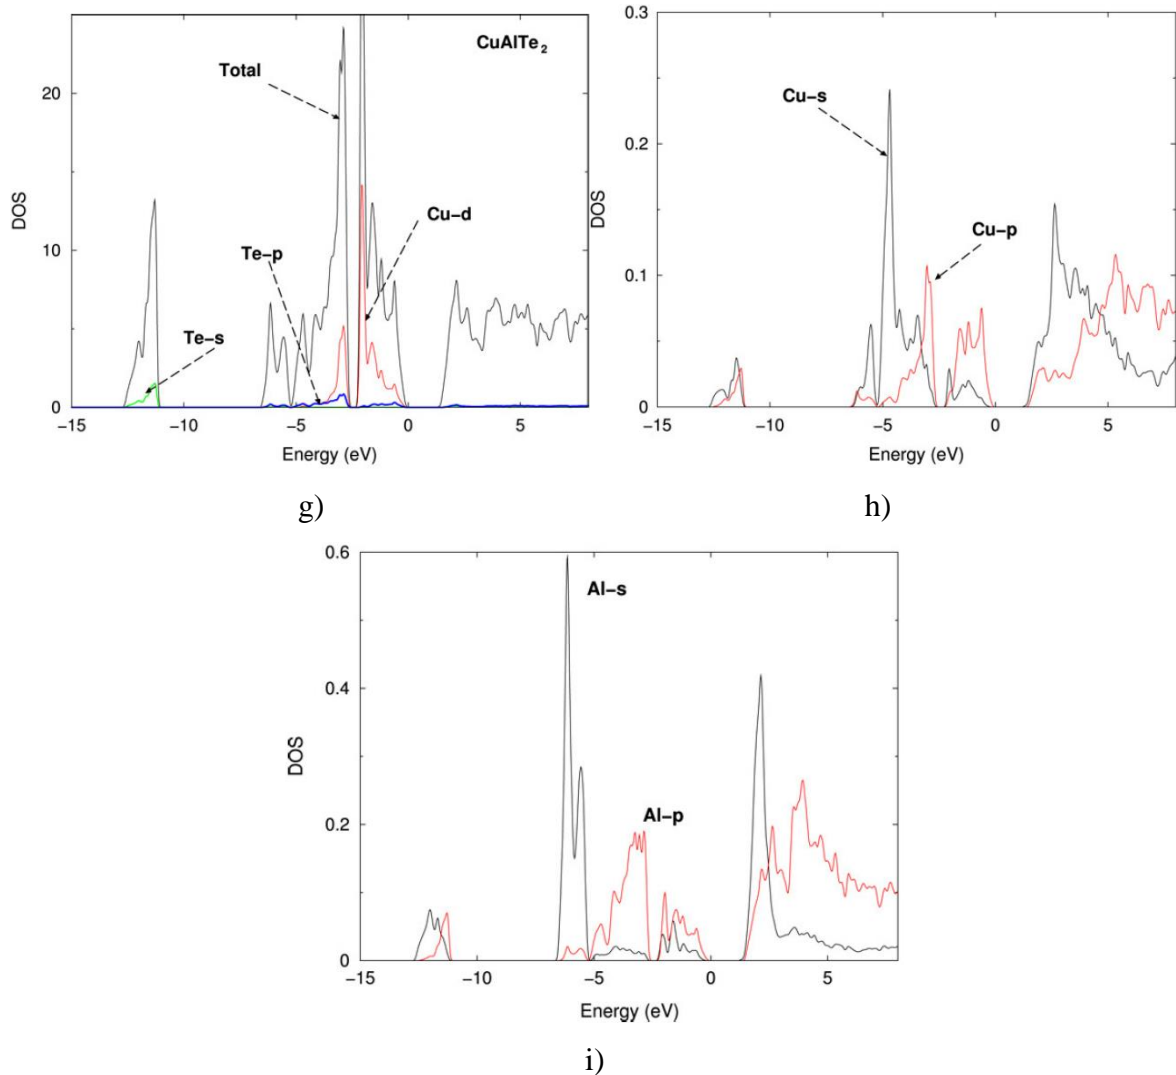 CuAlTe2
Total
Cu−d
Te−p
Te−s
DOS
20
10
0
−15
−10
−5
0
5
Energy (eV)
g)
0.3
0.2
0.1
0
DOS
Cu−s
Cu−p
−15
−10
−5
0
5
Energy (eV)
h)
0.6
0.4
0.2
0
DOS
Al−s
Al−p
−15
−10
−5
0
5
Energy (eV)
i)